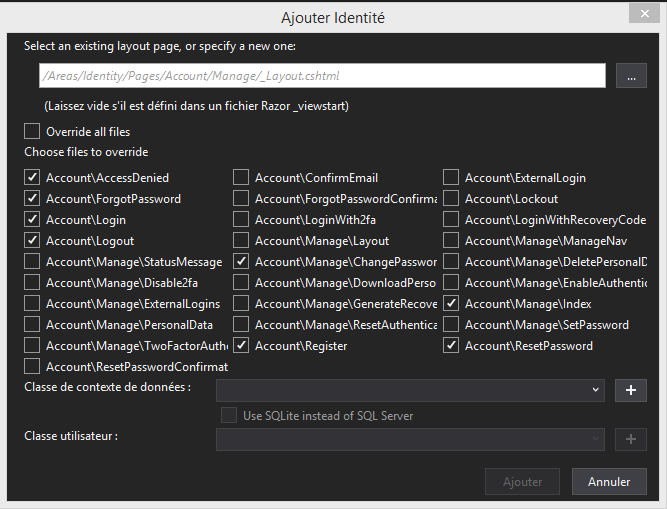 Ajouter Identité
Select an existing layout page, or specify a new one:
/Areas/Identity/Pages/Account/Manage/_Layout.cshtml
...
(Laissez vide s'il est défini dans un fichier Razor _viewstart)
Override all files
Choose files to override
Account\AccessDenied Account\ConfirmEmail Account\ExternalLogin
Account\ForgotPassword Account\ForgotPasswordConfirma Account\Lockout
Account\Login Account\LoginWith2fa Account\LoginWithRecoveryCode
Account\Logout Account\Manage\Layout Account\Manage\ManageNav
Account\Manage\StatusMessage Account\Manage\ChangePasswor Account\Manage\DeletePersonalD
Account\Manage\Disable2fa Account\Manage\DownloadPerso Account\Manage\EnableAuthentic
Account\Manage\ExternalLogins Account\Manage\GenerateRecove Account\Manage\Index
Account\Manage\PersonalData Account\Manage\ResetAuthentica Account\Manage\SetPassword
Account\Manage\TwoFactorAuth Account\Register Account\ResetPassword
Account\ResetPasswordConfirmat
Classe de contexte de données :
Use SQLite instead of SQL Server
Classe utilisateur :
Ajouter Annuler